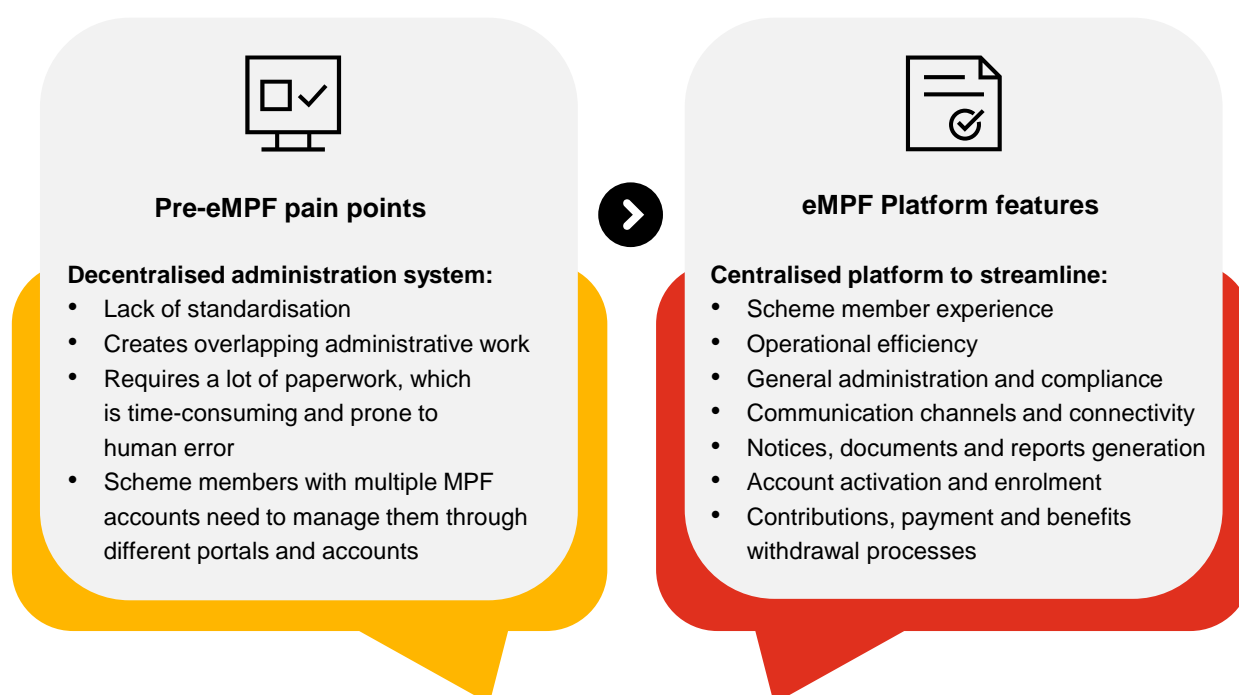 Pre-eMPF pain points
Decentralised administration system:
• Lack of standardisation
• Creates overlapping administrative work
• Requires a lot of paperwork, which
is time-consuming and prone to
human error
• Scheme members with multiple MPF
accounts need to manage them through
different portals and accounts
eMPF Platform features
Centralised platform to streamline:
• Scheme member experience
• Operational efficiency
• General administration and compliance
• Communication channels and connectivity
• Notices, documents and reports generation
• Account activation and enrolment
• Contributions, payment and benefits
withdrawal processes